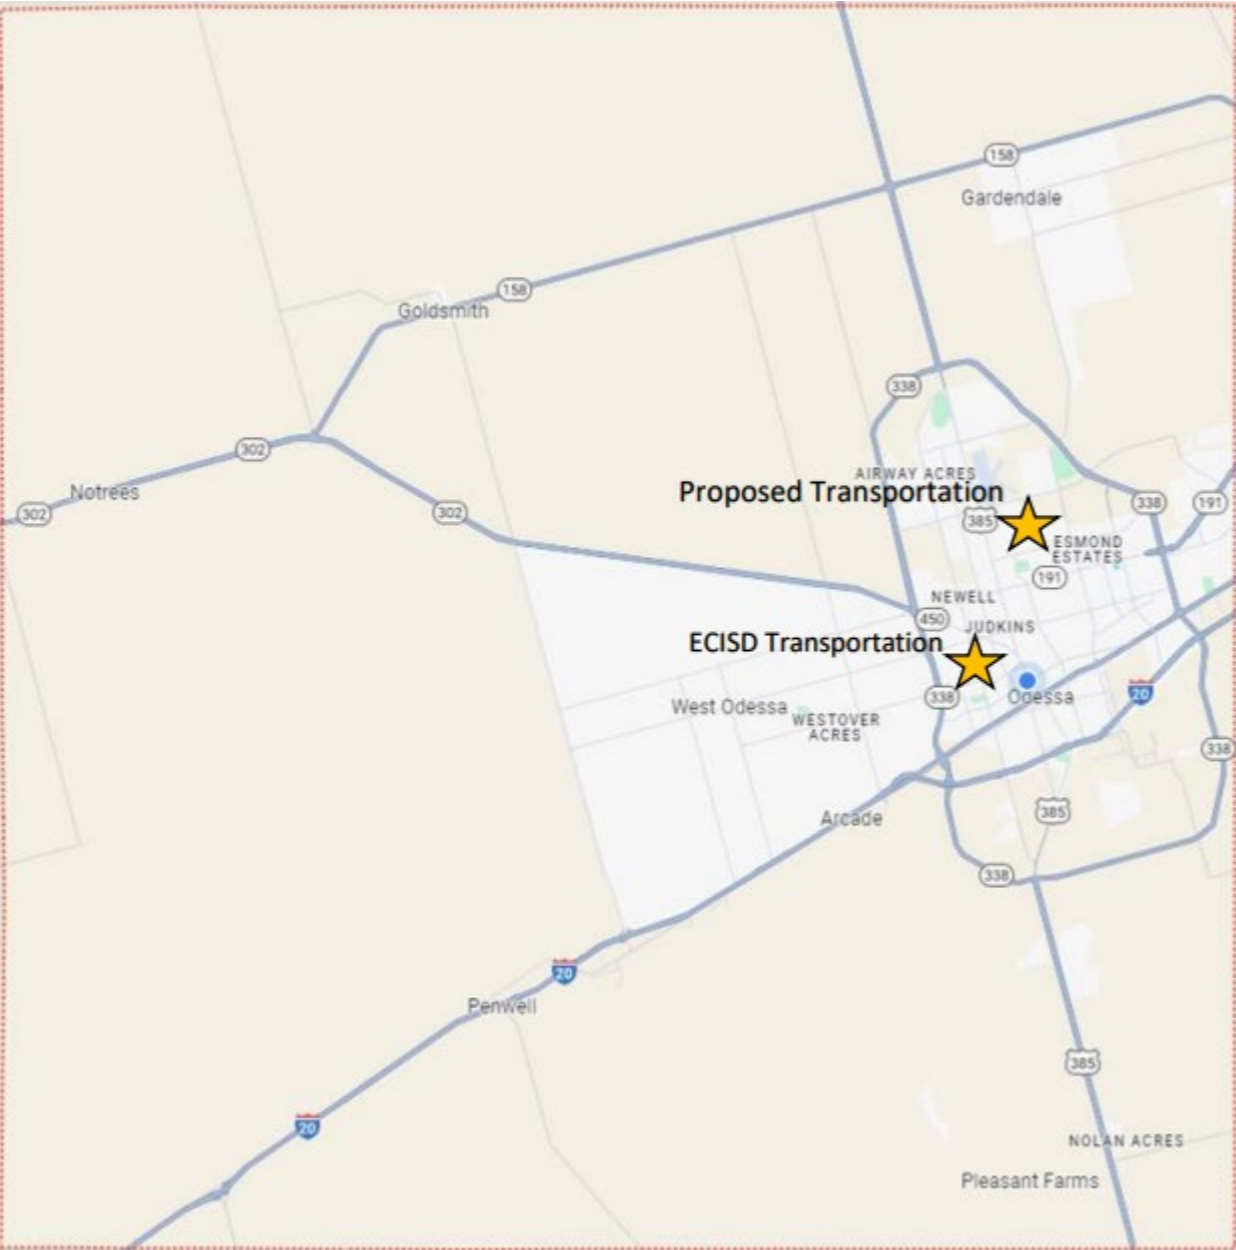 158
Gardendale
158
Goldsmith
338
302
Notrees
302
302
AIRWAY ACRES
Proposed Transportation
385
338
191
ESMOND
ESTATES
191
NEWELL
450
JUDKINS
ECISD Transportation
338
Odessa
20
West Odessa
WESTOVER
ACRES
338
Arcade
385
338
20
Penwell
385
20
NOLAN ACRES
Pleasant Farms